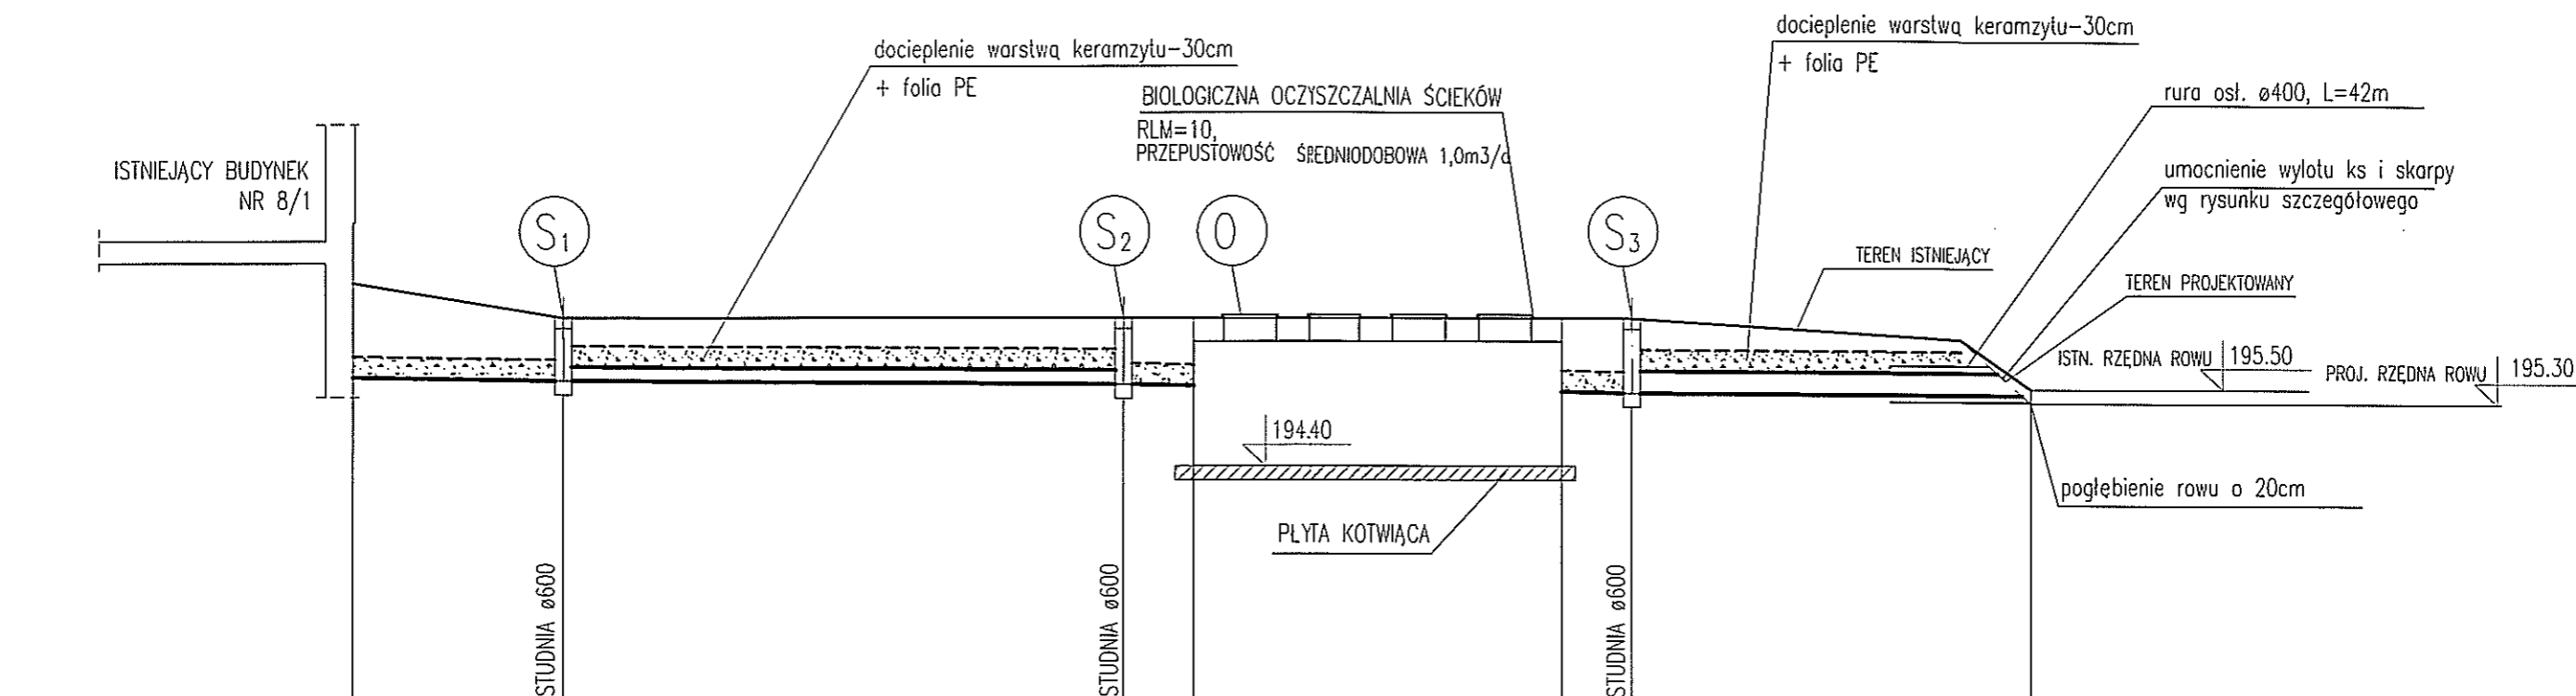 docieplenie warstwą keramzytu-30cm
+ folia PE
docieplenie warstwą keramzytu-30cm
+ folia PE
BIOLOGICZNA OCZYSZCZALNIA ŚCIEKÓW
RLM=10,
PRZEPUSTOWOŚĆ ŚREDNIODOBOWA 1,0m3/d
rura osł. ø400, L=42m
umocnienie wylotu ks i skarpy
wg rysunku szczegółowego
ISTNIEJĄCY BUDYNEK
NR 8/1
S1
S2
O
S3
TEREN ISTNIEJĄCY
TEREN PROJEKTOWANY
ISTN. RZĘDNA ROWU 195.50
PROJ. RZĘDNA ROWU 195.30
194.40
pogłębienie rowu o 20cm
PŁYTA KOTWIĄCA
STUDNIA ø600
STUDNIA ø600
STUDNIA ø600